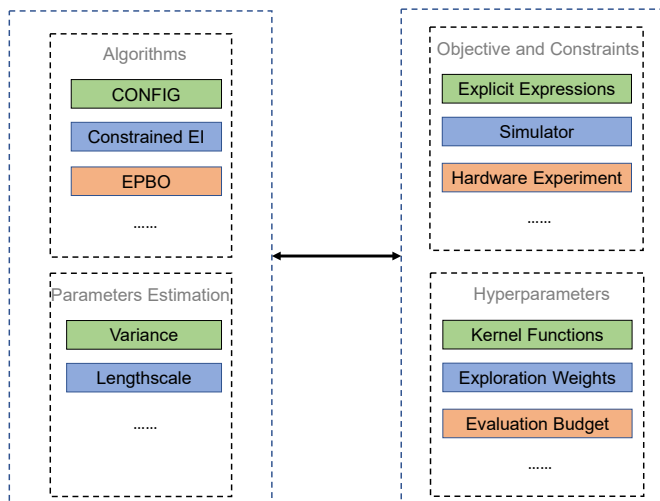 Algorithms
CONFIG
Constrained EI
EPBO
......
Parameters Estimation
Variance
Lengthscale
......
Objective and Constraints
Explicit Expressions
Simulator
Hardware Experiment
......
Hyperparameters
Kernel Functions
Exploration Weights
Evaluation Budget
......